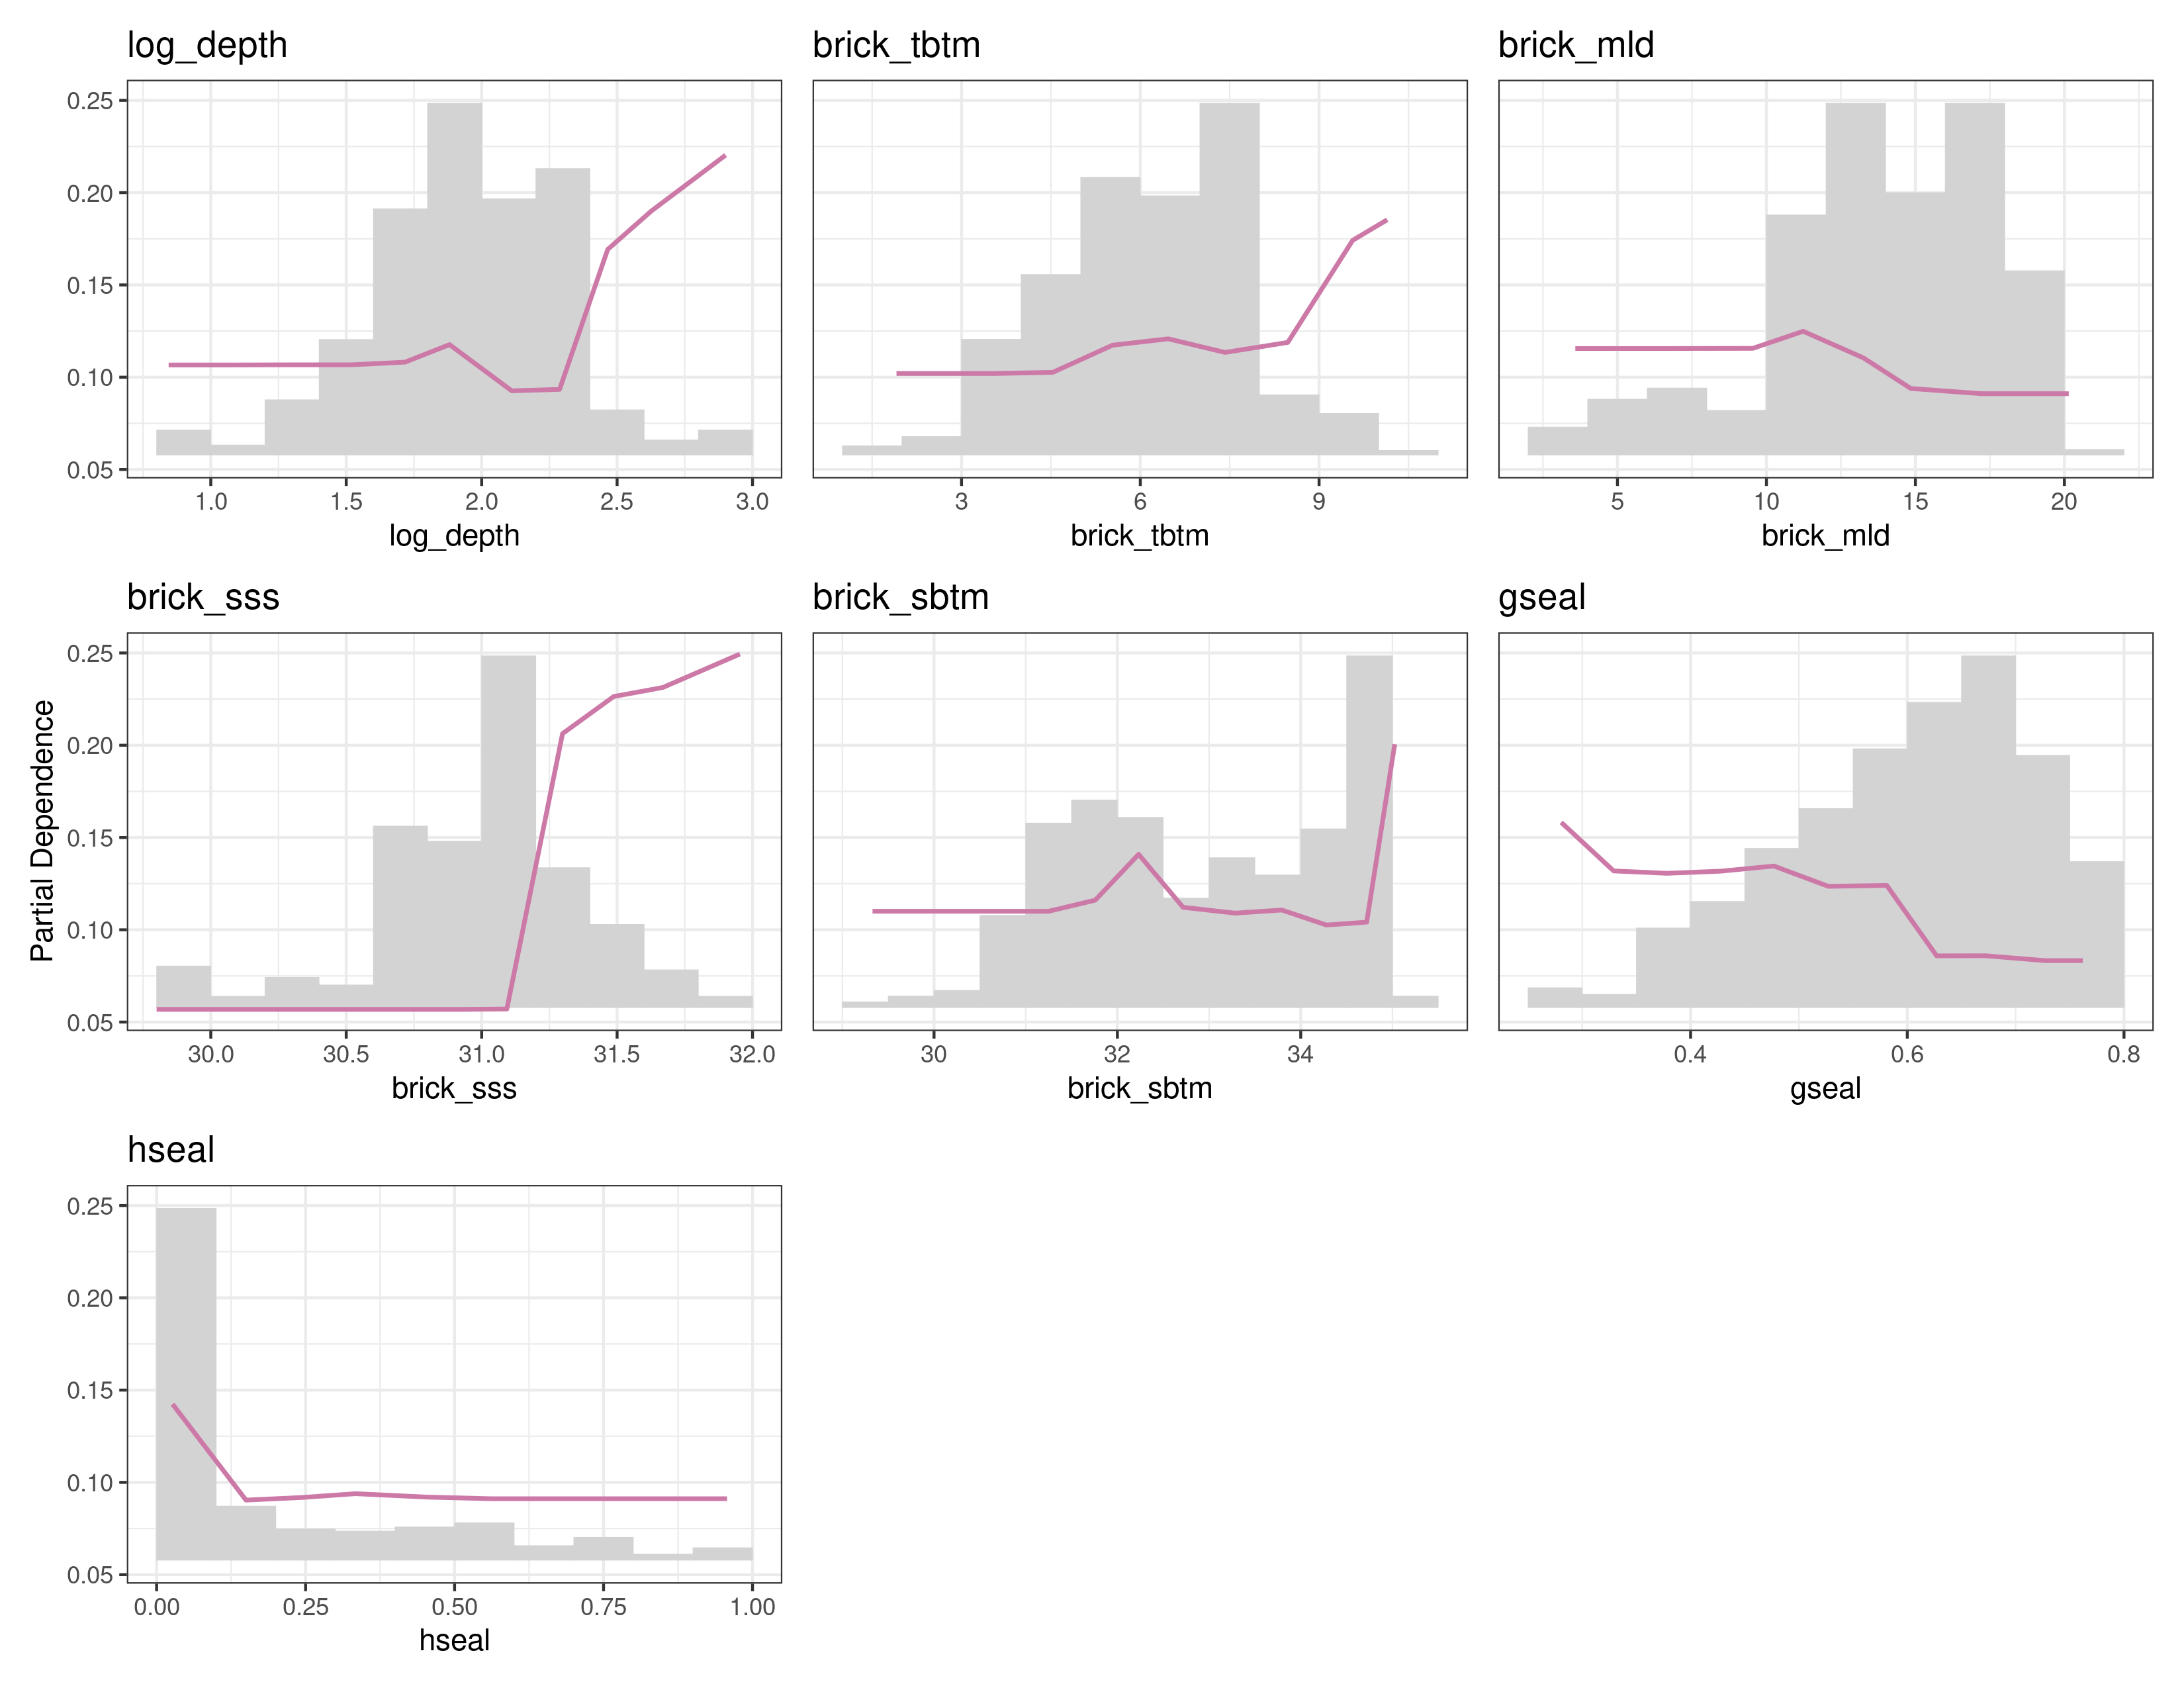 log_depth
brick_tbtm
brick_mld
0.25
0.20
0.15
0.10
0.05
1.0 1.5 2.0 2.5 3.0
3 6 9
5 10 15 20
log_depth
brick_tbtm
brick_mld
brick_sss
brick_sbtm
gseal
Partial Dependence
0.25
0.20
0.15
0.10
0.05
30.0 30.5 31.0 31.5 32.0
30 32 34
0.4 0.6 0.8
brick_sss
brick_sbtm
gseal
hseal
0.25
0.20
0.15
0.10
0.05
0.00 0.25 0.50 0.75 1.00
hseal